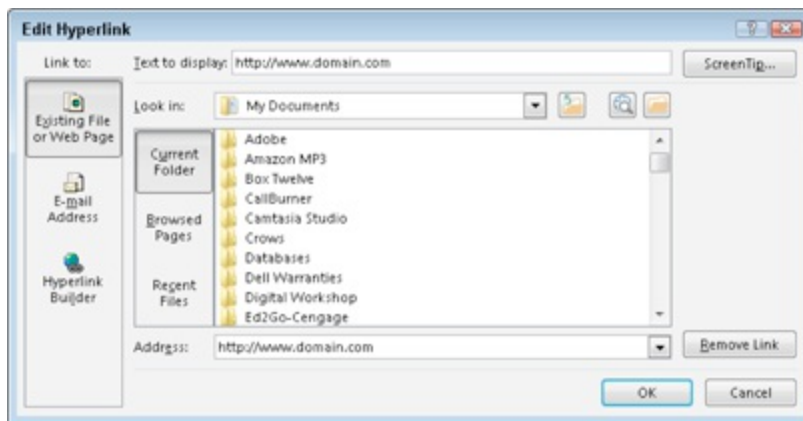 Edit Hyperlink
Link to:
Text to display: http://www.domain.com
ScreenTip...
Existing File
or Web Page
E-mail
Address
Hyperlink
Builder
Look in: My Documents
Current
Folder
Browsed
Pages
Recent
Files
Adobe
Amazon MP3
Box Twelve
CallBurner
Camtasia Studio
Crows
Databases
Dell Warranties
Digital Workshop
Ed2Go-Cengage
Address: http://www.domain.com
Remove Link
OK Cancel